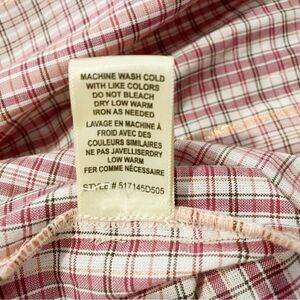 MACHINE WASH COLD
WITH LIKE COLORS
DO NOT BLEACH
DRY LOW WARM
IRON AS NEEDED
LAVAGE EN MACHINE À
FROID AVEC DES
COULEURS SIMILAIRES
NE PAS JAVELLISERDRY
LOW WARM
FER COMME NÉCESSAIRE
STYLE # 517145D505